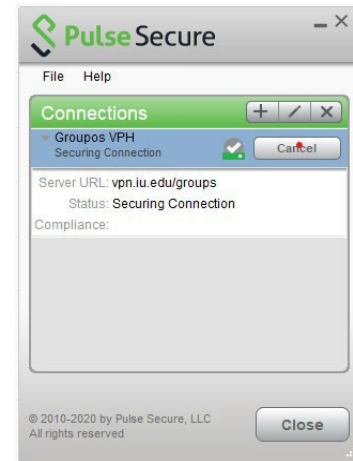 Pulse Secure
File Help
Connections
Groupos VPH
Securing Connection
Cancel
Server URL: vpn.iu.edu/groups
Status: Securing Connection
Compliance:
© 2010-2020 by Pulse Secure, LLC
All rights reserved
Close